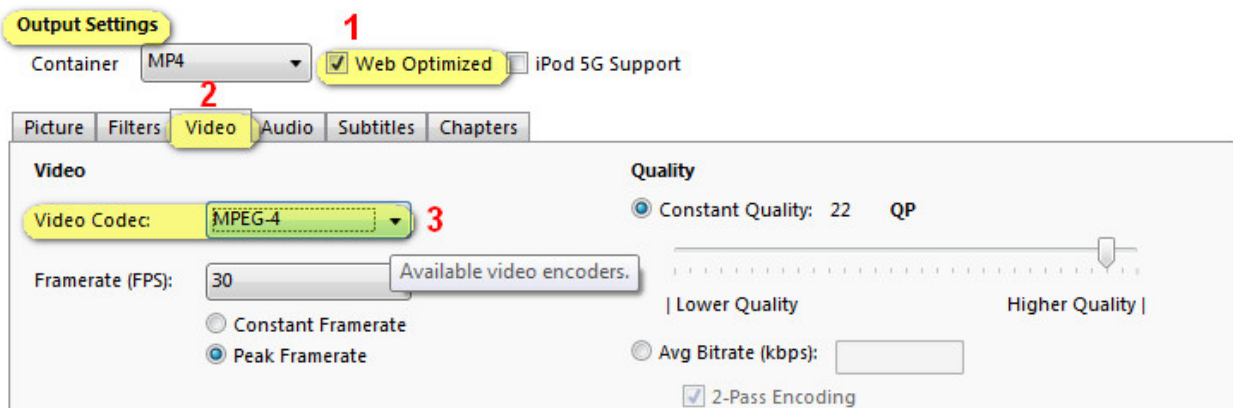 Output Settings
1
Container MP4 Web Optimized iPod 5G Support
2
Picture Filters Video Audio Subtitles Chapters
Video
Quality
Video Codec: MPEG-4 3
Constant Quality: 22 QP
Available video encoders.
Framerate (FPS): 30
| Lower Quality Higher Quality |
Constant Framerate
Peak Framerate
Avg Bitrate (kbps):
2-Pass Encoding